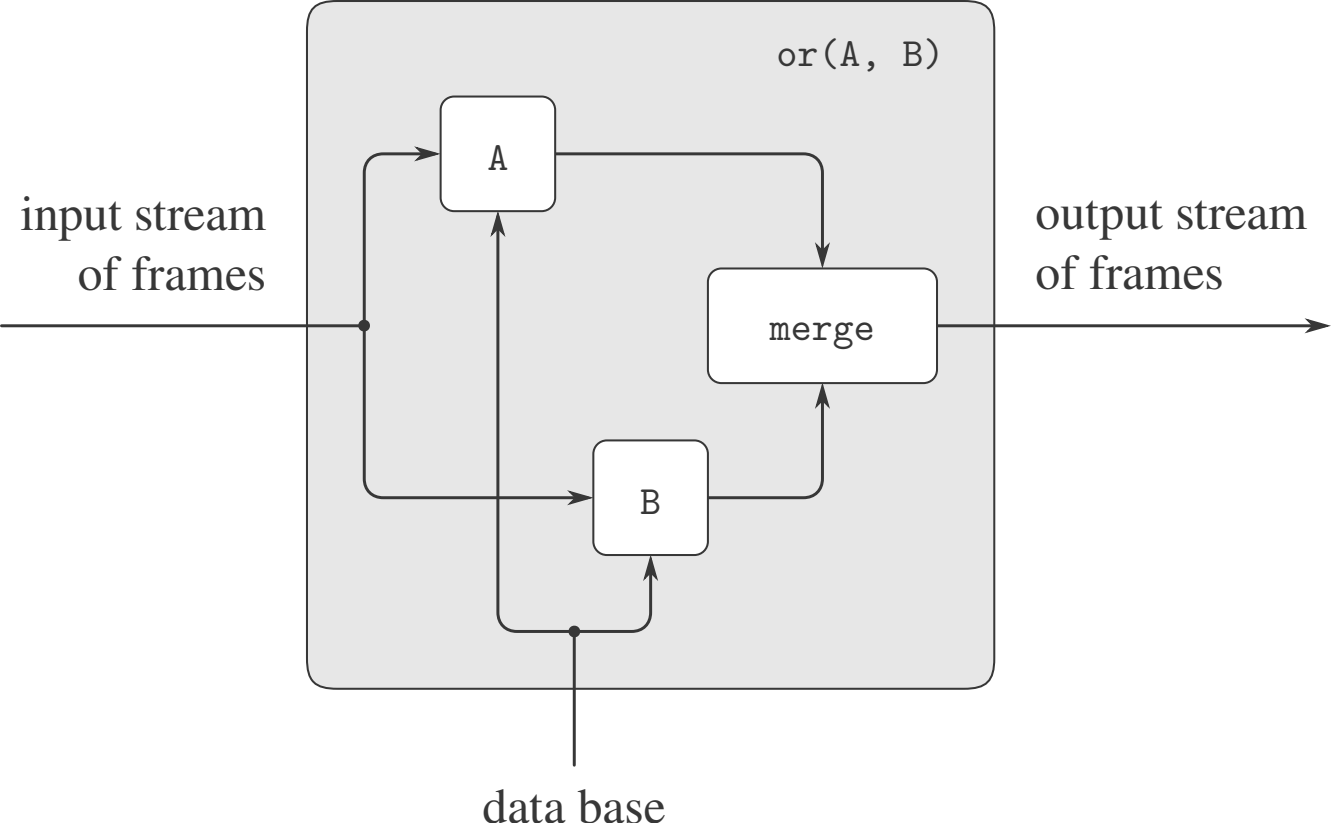 or(A, B)
A
input stream
of frames
output stream
of frames
merge
B
data base